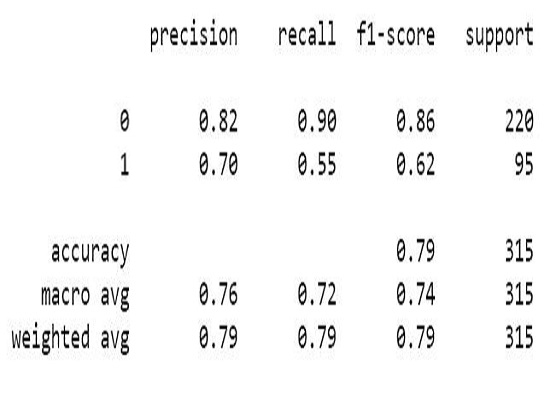 precision recall f1-score support
0 0.82 0.90 0.86 220
1 0.70 0.55 0.62 95
accuracy 0.79 315
macro avg 0.76 0.72 0.74 315
weighted avg 0.79 0.79 0.79 315